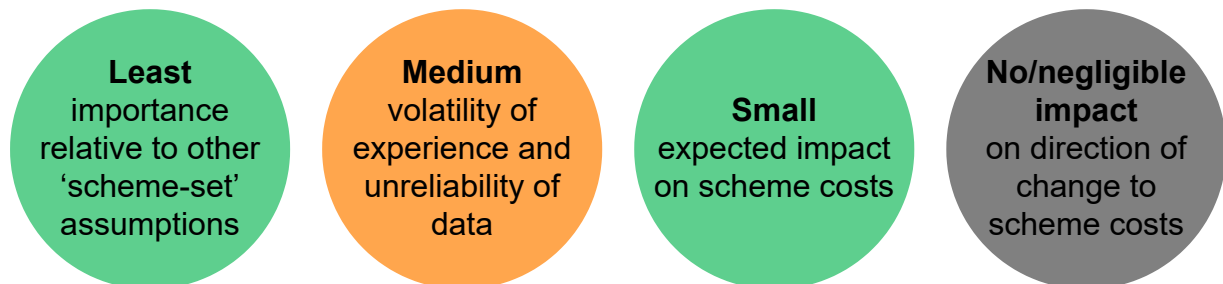 Least
importance
relative to other
‘scheme-set’
assumptions
Medium
volatility of
experience and
unreliability of
data
Small
expected impact
on scheme costs
No/negligible
impact
on direction of
change to
scheme costs